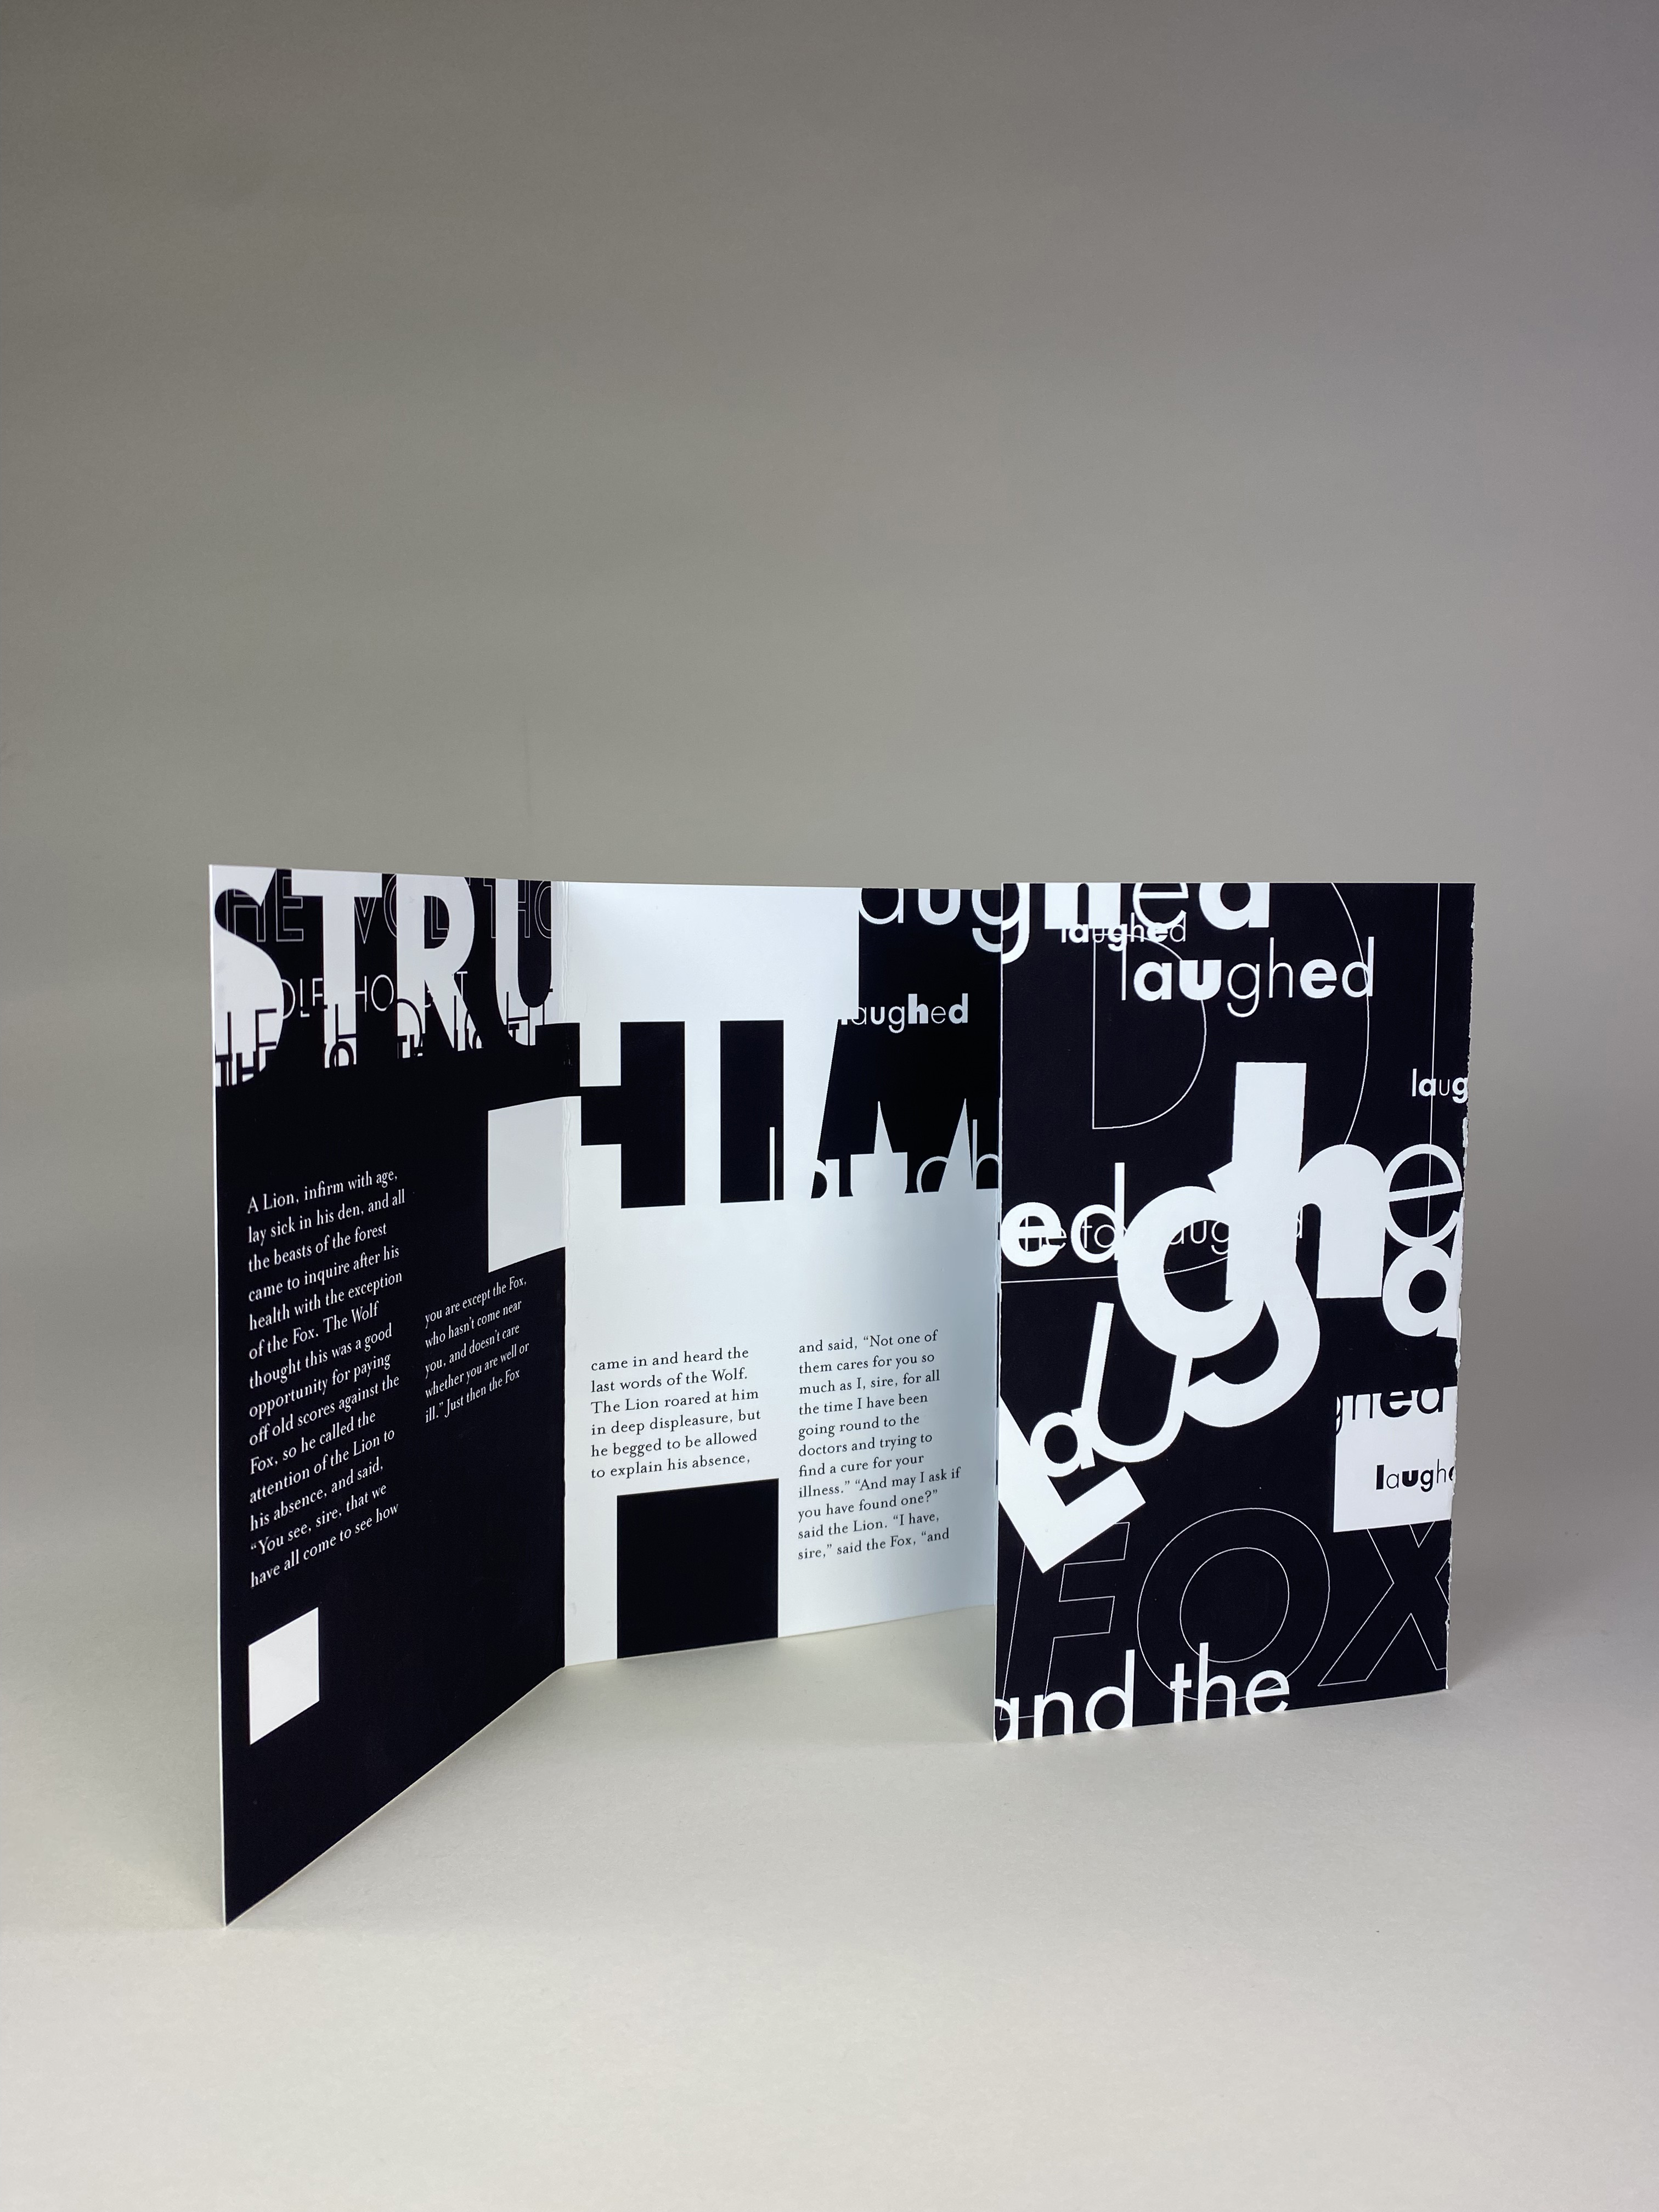 STRU
A Lion, infirm with age,
lay sick in his den, and all
the beasts of the forest
came to inquire after his
health with the exception
of the Fox. The Wolf
thought this was a good
opportunity for paying
off old scores against the
Fox, so he called the
attention of the Lion to
his absence, and said,
“You see, sire, that we
have all come to see how
you are except the Fox,
who hasn’t come near
you, and doesn’t care
whether you are well or
ill.” Just then the Fox
HIM
came in and heard the
last words of the Wolf.
The Lion roared at him
in deep displeasure, but
he begged to be allowed
to explain his absence,
and said, “Not one of
them cares for you so
much as I, sire, for all
the time I have been
going round to the
doctors and trying to
find a cure for your
illness.” “And may I ask if
you have found one?”
said the Lion. “I have,
sire,” said the Fox, “and
laughed
laughed
laughed
laughed
laug
ed
Laughed
ghed
laughe
FOX
and the